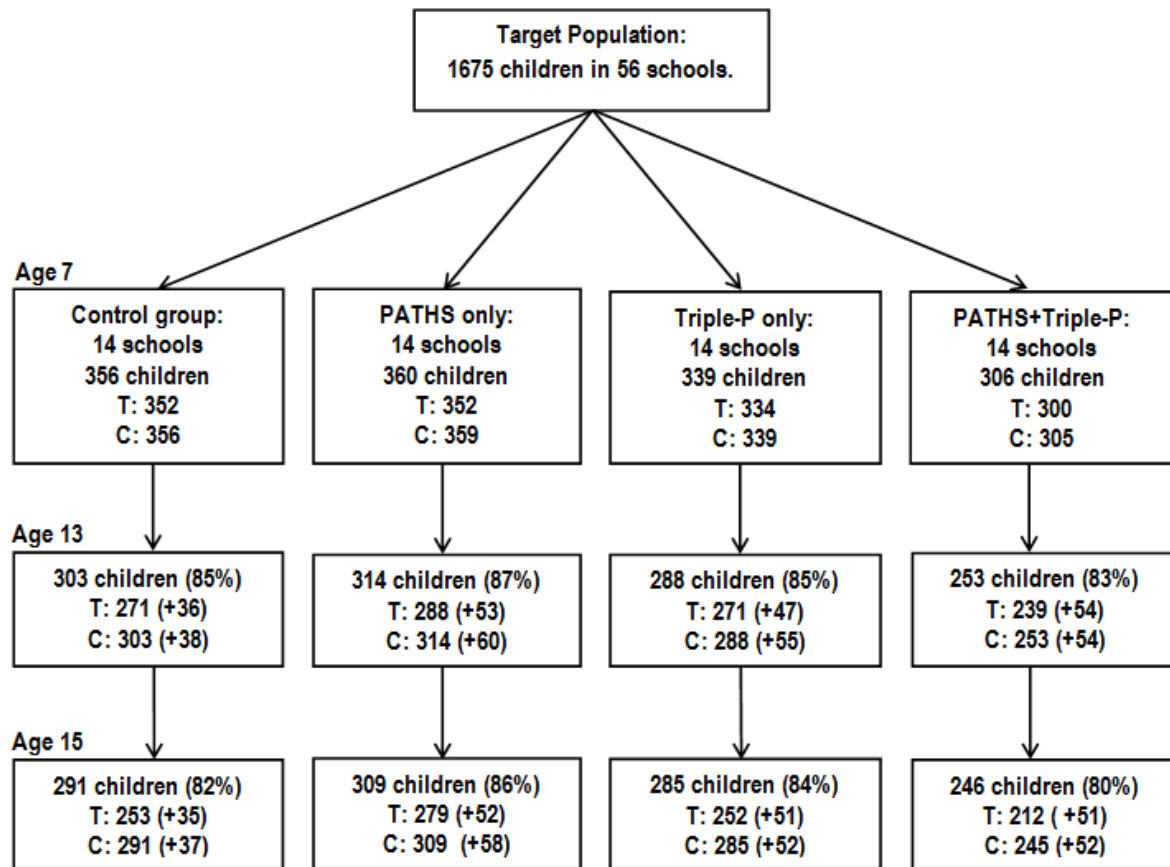 Target Population:
1675 children in 56 schools.
Age 7
Control group:
14 schools
356 children
T: 352
C: 356
PATHS only:
14 schools
360 children
T: 352
C: 359
Triple-P only:
14 schools
339 children
T: 334
C: 339
PATHS+Triple-P:
14 schools
306 children
T: 300
C: 305
Age 13
303 children (85%)
T: 271 (+36)
C: 303 (+38)
314 children (87%)
T: 288 (+53)
C: 314 (+60)
288 children (85%)
T: 271 (+47)
C: 288 (+55)
253 children (83%)
T: 239 (+54)
C: 253 (+54)
Age 15
291 children (82%)
T: 253 (+35)
C: 291 (+37)
309 children (86%)
T: 279 (+52)
C: 309 (+58)
285 children (84%)
T: 252 (+51)
C: 285 (+52)
246 children (80%)
T: 212 ( +51)
C: 245 (+52)